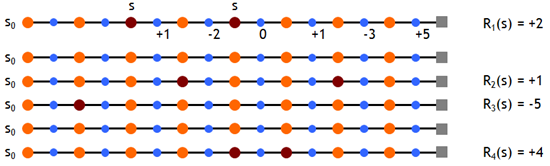 s s
s₀ R₁(s) = +2
+1 -2 0 +1 -3 +5
s₀
s₀ R₂(s) = +1
s₀ R₃(s) = -5
s₀
s₀ R₄(s) = +4